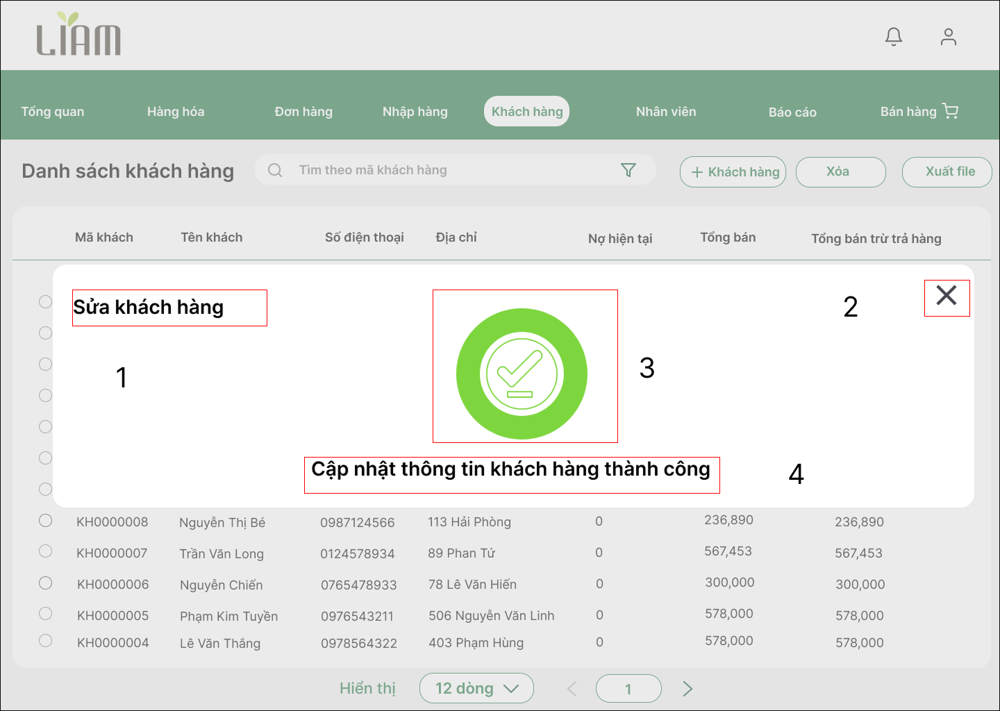 LIAM
Tổng quan Hàng hóa Đơn hàng Nhập hàng Khách hàng Nhân viên Báo cáo Bán hàng
Danh sách khách hàng Tìm theo mã khách hàng + Khách hàng Xóa Xuất file
Mã khách Tên khách Số điện thoại Địa chỉ Nợ hiện tại Tổng bán Tổng bán trừ trả hàng
Sửa khách hàng 2
1 3
Cập nhật thông tin khách hàng thành công 4
KH0000008 Nguyễn Thị Bé 0987124566 113 Hải Phòng 0 236,890 236,890
KH0000007 Trần Văn Long 0124578934 89 Phan Tứ 0 567,453 567,453
KH0000006 Nguyễn Chiến 0765478933 78 Lê Văn Hiến 0 300,000 300,000
KH0000005 Phạm Kim Tuyền 0976543211 506 Nguyễn Văn Linh 0 578,000 578,000
KH0000004 Lê Văn Thắng 0978564322 403 Phạm Hùng 0 578,000 578,000
Hiển thị 12 dòng 1